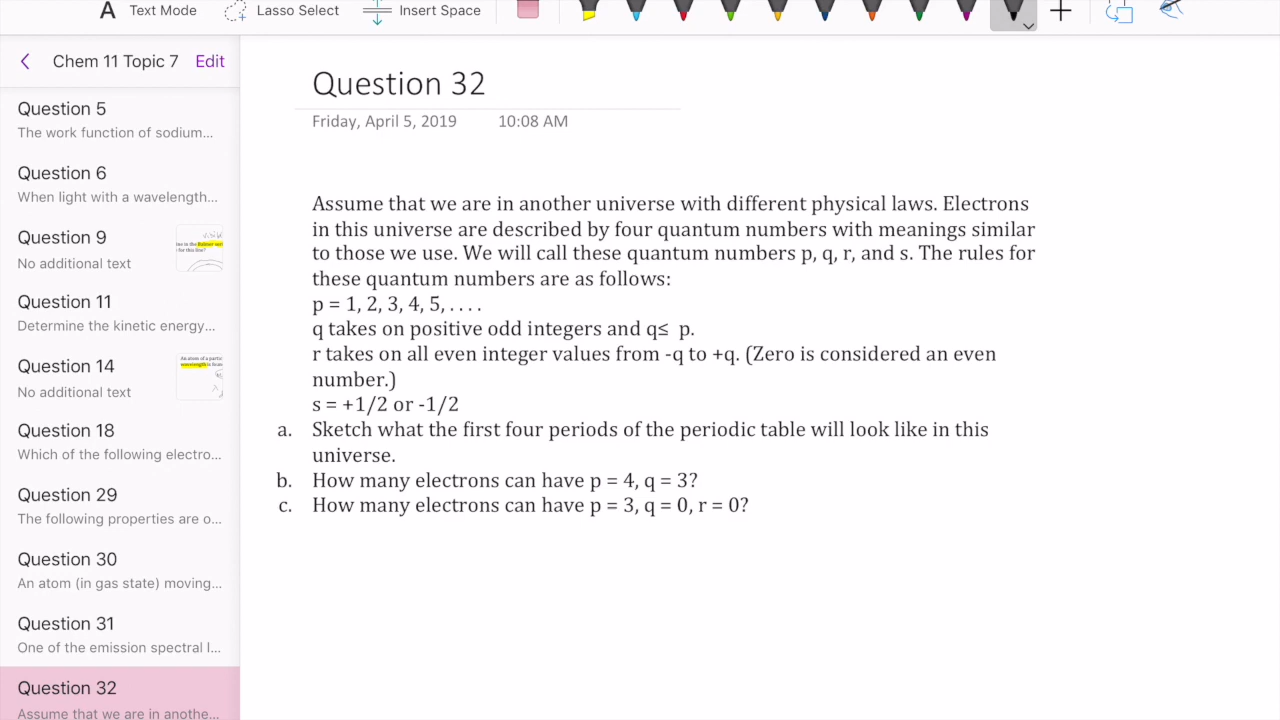 Text Mode
Lasso Select
Insert Space
Chem 11 Topic 7
Edit
Question 5
The work function of sodium...
Question 6
When light with a wavelength...
Question 9
No additional text
Question 11
Determine the kinetic energy...
Question 14
No additional text
Question 18
Which of the following electro...
Question 29
The following properties are o...
Question 30
An atom (in gas state) moving...
Question 31
One of the emission spectral l...
Question 32
Assume that we are in anothe...
Question 32
Friday, April 5, 2019 10:08 AM
Assume that we are in another universe with different physical laws. Electrons
in this universe are described by four quantum numbers with meanings similar
to those we use. We will call these quantum numbers p, q, r, and s. The rules for
these quantum numbers are as follows:
p = 1, 2, 3, 4, 5, . . . .
q takes on positive odd integers and q≤ p.
r takes on all even integer values from -q to +q. (Zero is considered an even
number.)
s = +1/2 or -1/2
a. Sketch what the first four periods of the periodic table will look like in this
universe.
b. How many electrons can have p = 4, q = 3?
c. How many electrons can have p = 3, q = 0, r = 0?